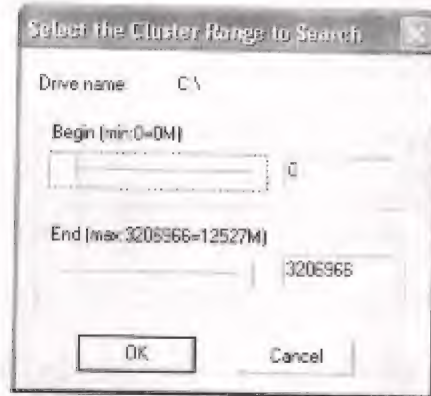 Select the Cluster Range to Search
Drive name: C:\
Begin (min:0=0M)
0
End (max:3206966=12527M)
3206966
OK
Cancel